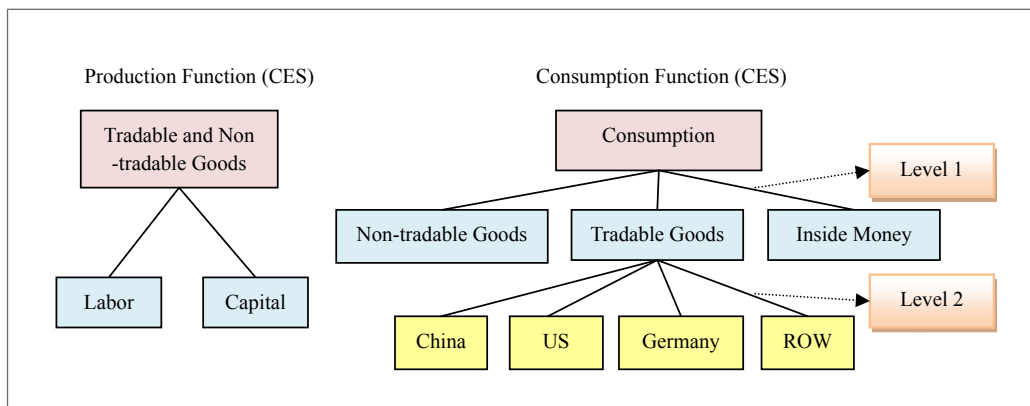 Production Function (CES)
Tradable and Non
-tradable Goods
Labor
Capital
Consumption Function (CES)
Consumption
Level 1
Non-tradable Goods
Tradable Goods
Inside Money
Level 2
China
US
Germany
ROW